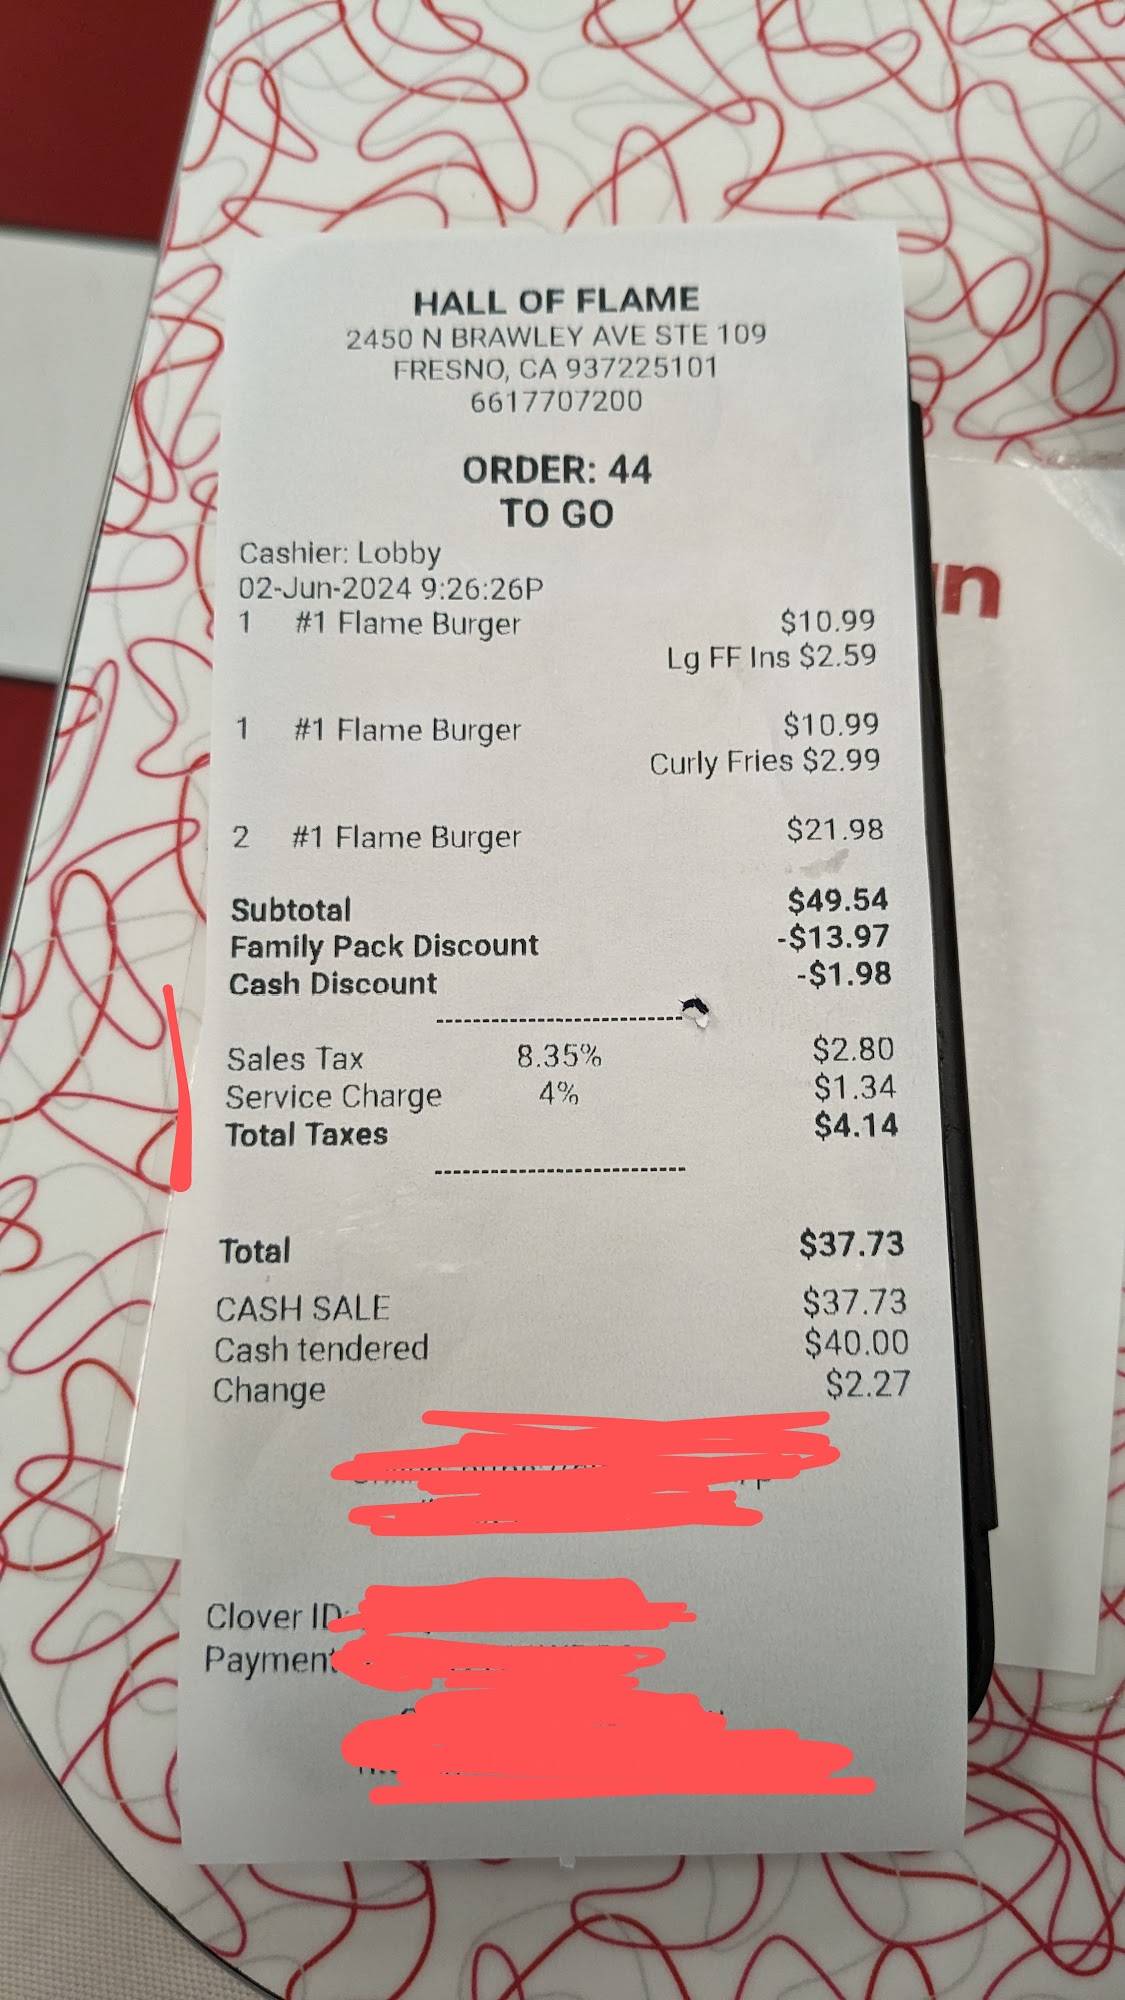 HALL OF FLAME
2450 N BRAWLEY AVE STE 109
FRESNO, CA 937225101
6617707200
ORDER: 44
TO GO
Cashier: Lobby
02-Jun-2024 9:26:26P
1 #1 Flame Burger $10.99
Lg FF Ins $2.59
1 #1 Flame Burger $10.99
Curly Fries $2.99
2 #1 Flame Burger $21.98
Subtotal $49.54
Family Pack Discount -$13.97
Cash Discount -$1.98
Sales Tax 8.35% $2.80
Service Charge 4% $1.34
Total Taxes $4.14
Total $37.73
CASH SALE $37.73
Cash tendered $40.00
Change $2.27
Clover ID:
Payment